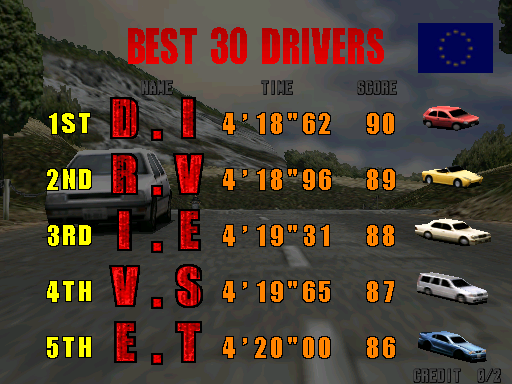 BEST 30 DRIVERS
NAME TIME SCORE
1ST D.I 4'18"62 90
2ND R.V 4'18"96 89
3RD I.E 4'19"31 88
4TH V.S 4'19"65 87
5TH E.T 4'20"00 86
CREDIT 0/2